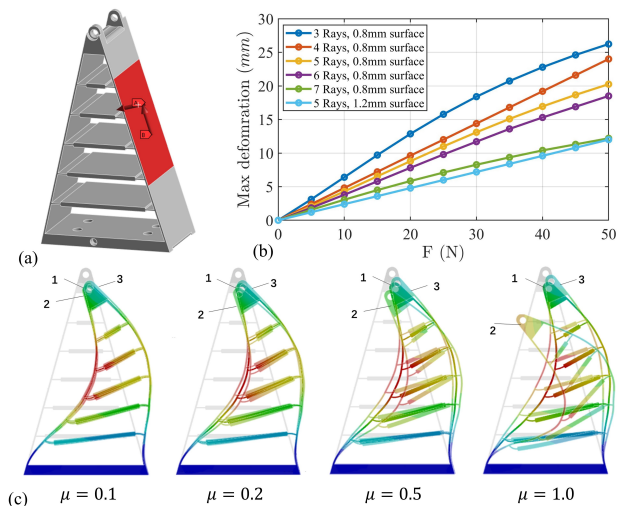 (a)
30
25
20
15
10
5
0
Max defomration (mm)
3 Rays, 0.8mm surface
4 Rays, 0.8mm surface
5 Rays, 0.8mm surface
6 Rays, 0.8mm surface
7 Rays, 0.8mm surface
5 Rays, 1.2mm surface
0 10 20 30 40 50
F (N)
(b)
1 3
2
1 3
2
1 3
2
1 3
2
(c)
μ = 0.1 μ = 0.2 μ = 0.5 μ = 1.0